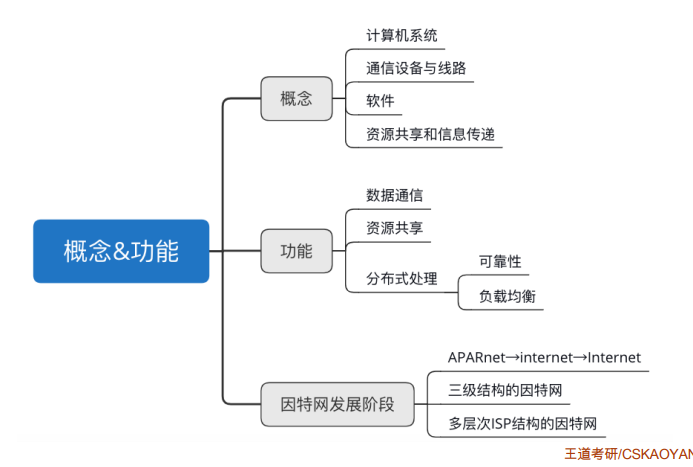 概念&功能
概念
计算机系统
通信设备与线路
软件
资源共享和信息传递
功能
数据通信
资源共享
分布式处理
可靠性
负载均衡
因特网发展阶段
APARnet→internet→Internet
三级结构的因特网
多层次ISP结构的因特网
王道考研/CSKAOYAN